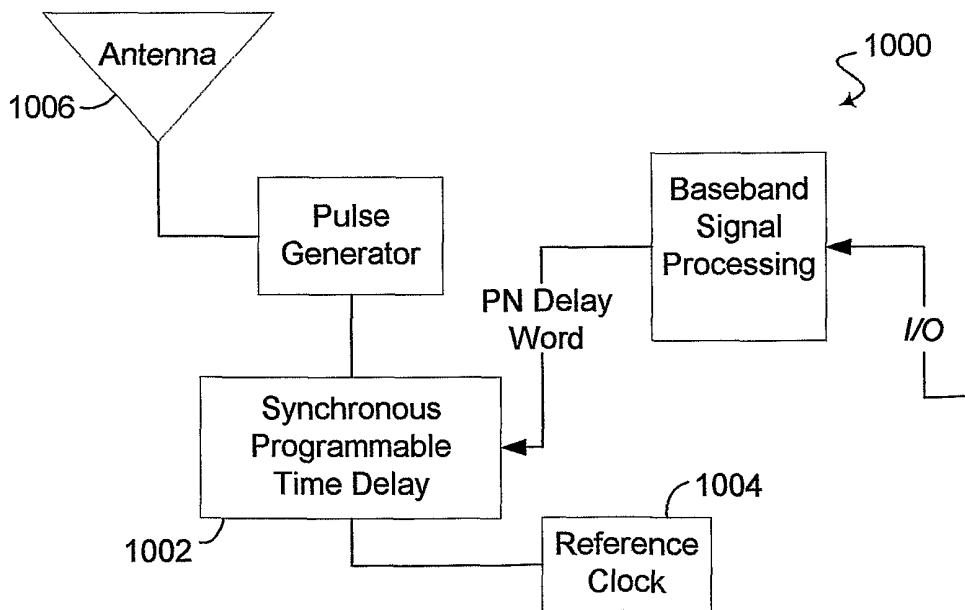 Antenna
1000
1006
Baseband
Signal
Processing
Pulse
Generator
PN Delay
Word
I/O
Synchronous
Programmable
Time Delay
1004
1002
Reference
Clock